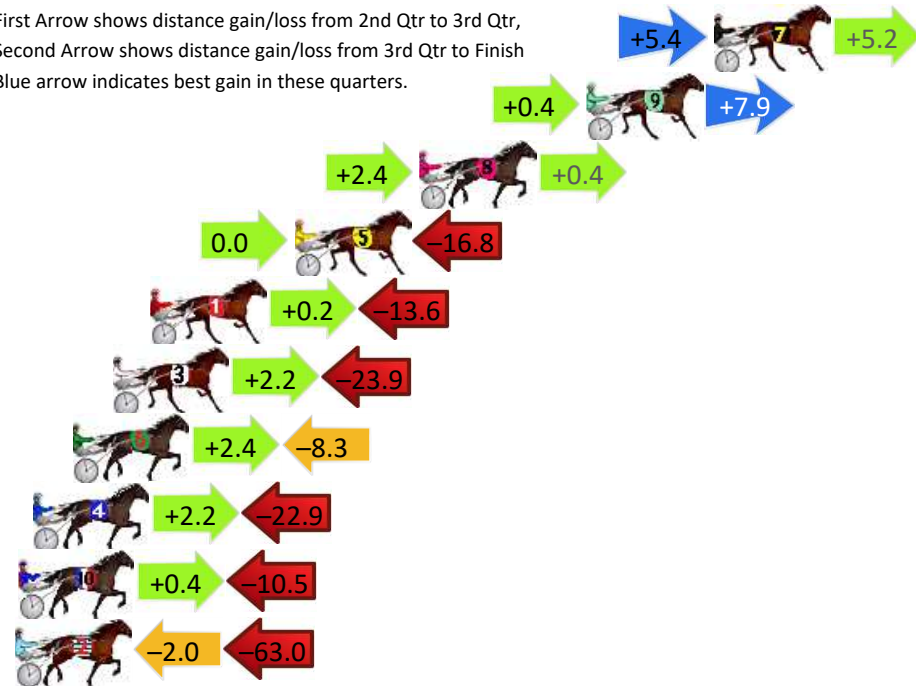 First Arrow shows distance gain/loss from 2nd Qtr to 3rd Qtr,
Second Arrow shows distance gain/loss from 3rd Qtr to Finish
Blue arrow indicates best gain in these quarters.
+5.4 7 +5.2
+0.4 9 +7.9
+2.4 8 +0.4
0.0 5 –16.8
1 +0.2 –13.6
3 +2.2 –23.9
6 +2.4 –8.3
4 +2.2 –22.9
10 +0.4 –10.5
2 –2.0 –63.0